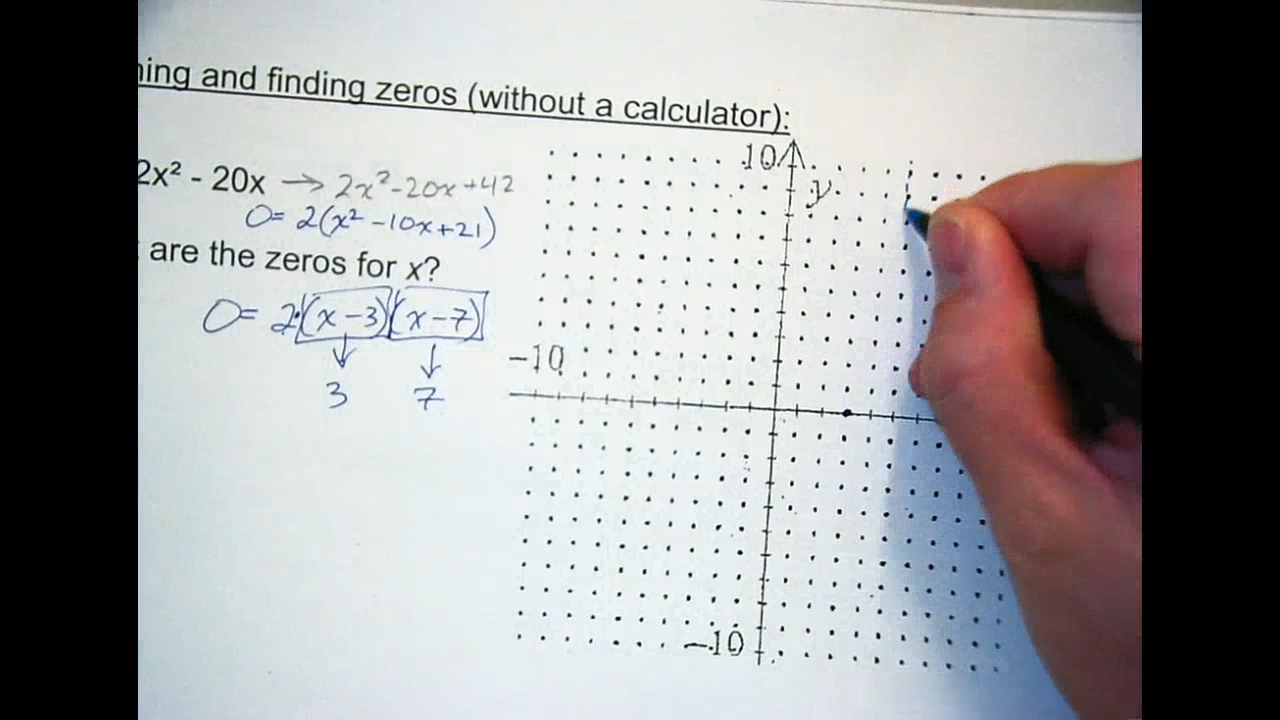 and finding zeros (without a calculator):
2x² - 20x → 2x²-20x+42
0= 2(x²-10x+21)
are the zeros for x?
0= 2·(x-3)(x-7)
3 7
10
y
-10
-10